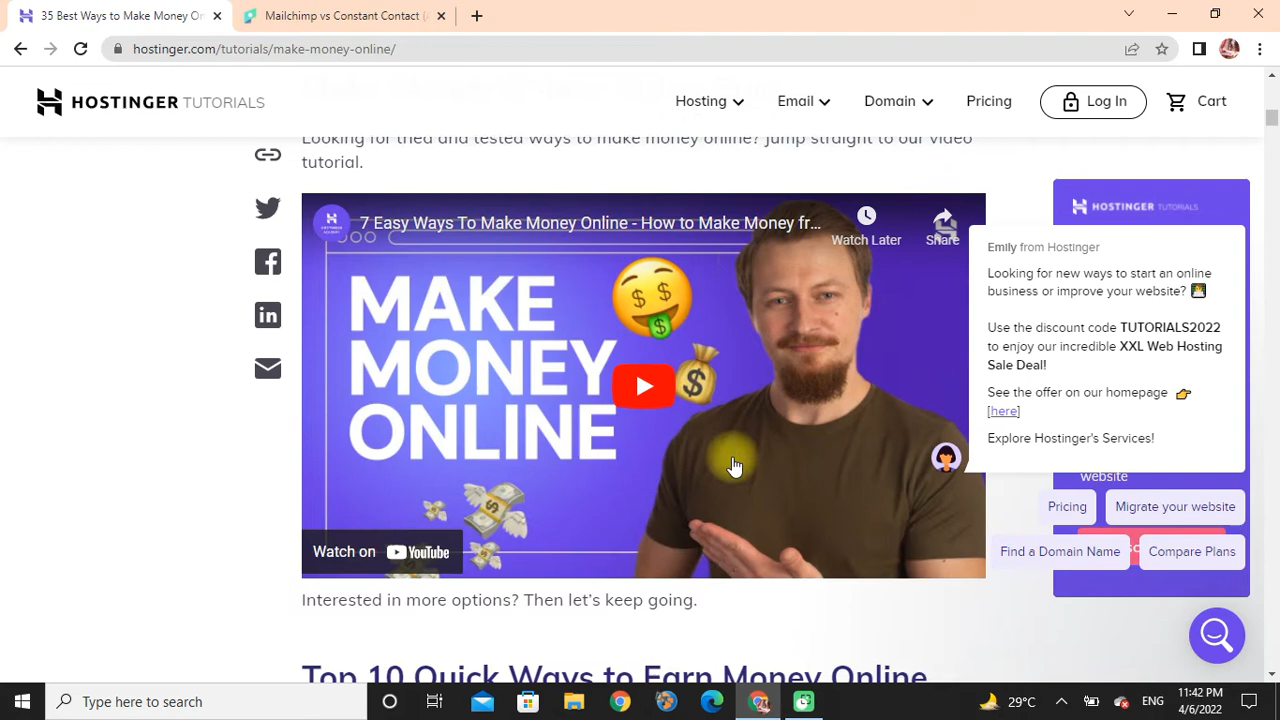 35 Best Ways to Make Money On
Mailchimp vs Constant Contact (
hostinger.com/tutorials/make-money-online/
HOSTINGER TUTORIALS
Hosting
Email
Domain
Pricing
Log In
Cart
Looking for tried and tested ways to make money online? Jump straight to our video
tutorial.
7 Easy Ways To Make Money Online - How to Make Money fr...
Watch Later
Share
MAKE
MONEY
ONLINE
Watch on YouTube
HOSTINGER TUTORIALS
Emily from Hostinger
Looking for new ways to start an online
business or improve your website?
Use the discount code TUTORIALS2022
to enjoy our incredible XXL Web Hosting
Sale Deal!
See the offer on our homepage
[here]
Explore Hostinger's Services!
website
Pricing
Migrate your website
Find a Domain Name
Compare Plans
Interested in more options? Then let's keep going.
Top 10 Quick Ways to Earn Money Online
Type here to search
29°C
ENG
11:42 PM
4/6/2022